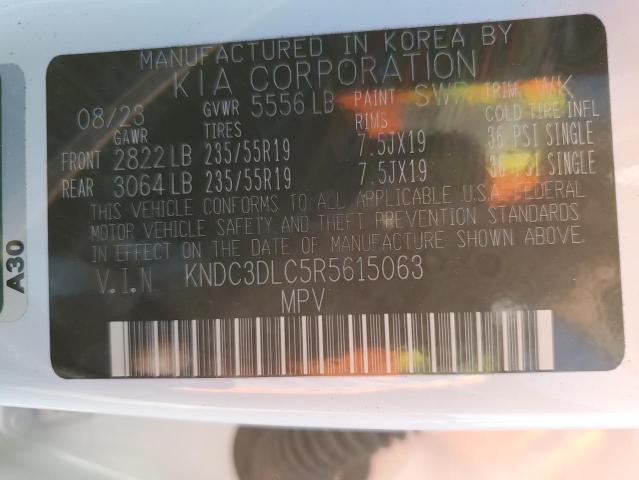 MANUFACTURED IN KOREA BY
KIA CORPORATION
08/23 GVWR 5556 LB PAINT SWP TRIM WK
GAWR TIRES RIMS COLD TIRE INFL
FRONT 2822 LB 235/55R19 7.5JX19 36 PSI SINGLE
REAR 3064 LB 235/55R19 7.5JX19 36 PSI SINGLE
THIS VEHICLE CONFORMS TO ALL APPLICABLE U.S.A. FEDERAL
MOTOR VEHICLE SAFETY AND THEFT PREVENTION STANDARDS
IN EFFECT ON THE DATE OF MANUFACTURE SHOWN ABOVE.
V.I.N KNDC3DLC5R5615063
MPV
A30